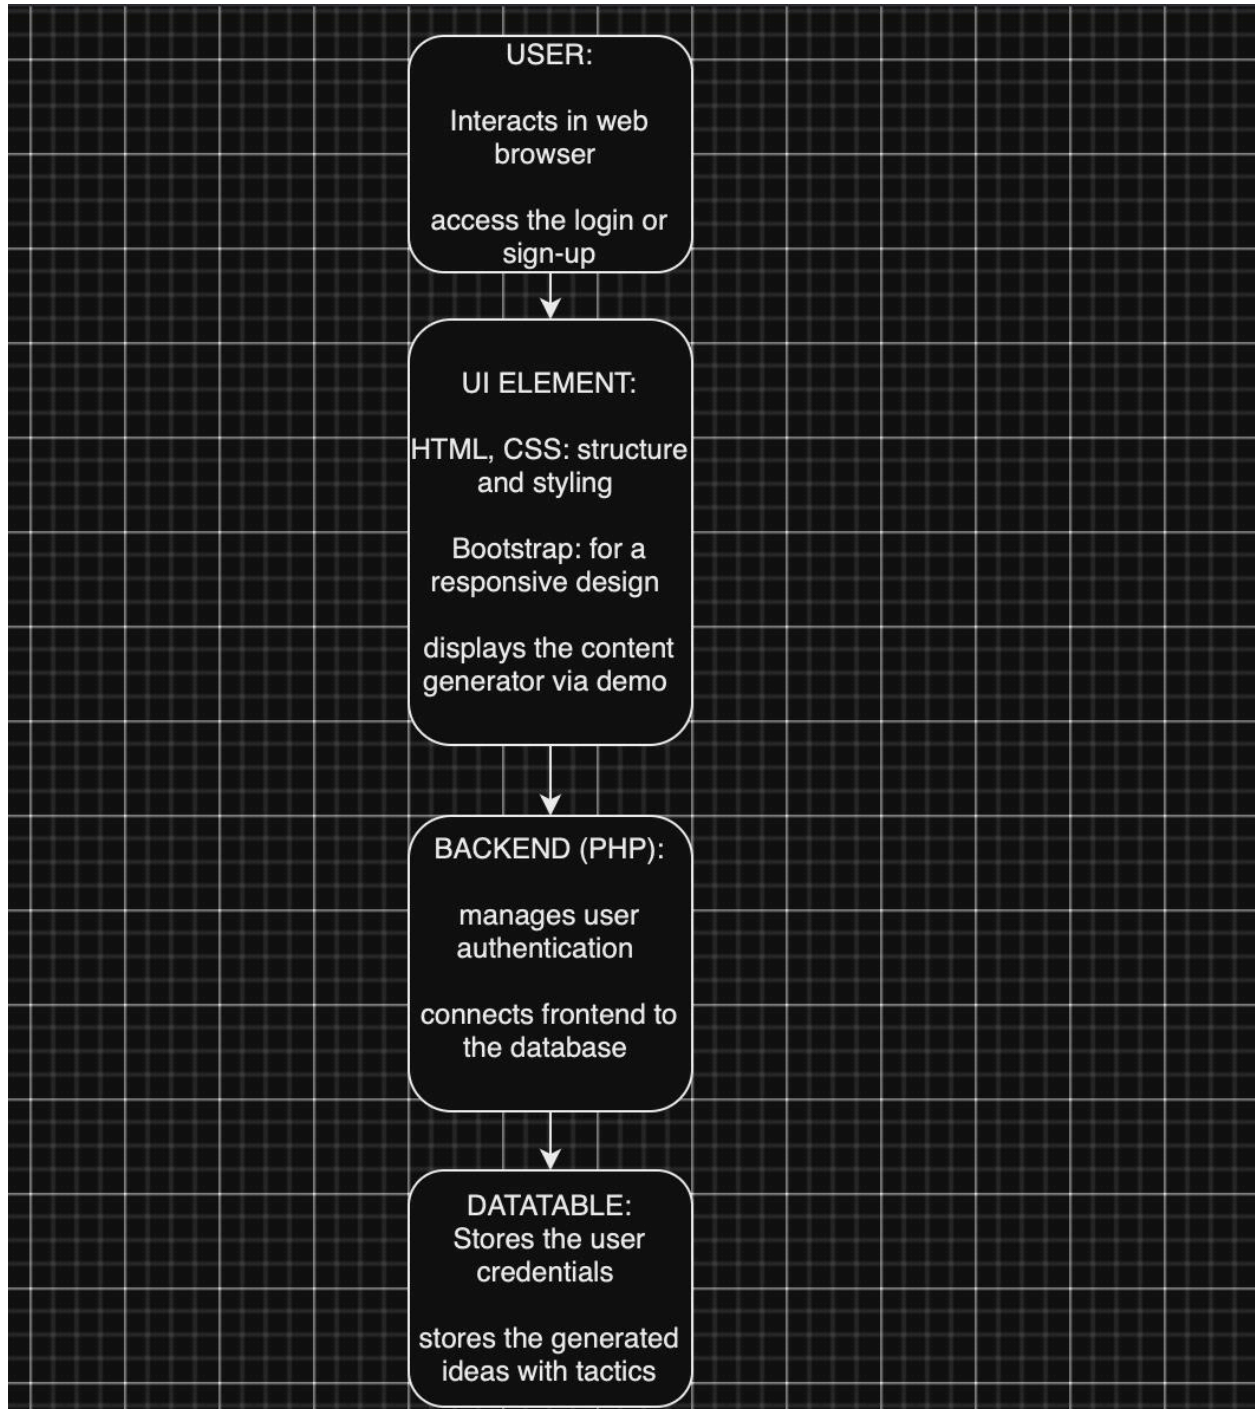 USER:
Interacts in web
browser
access the login or
sign-up
UI ELEMENT:
HTML, CSS: structure
and styling
Bootstrap: for a
responsive design
displays the content
generator via demo
BACKEND (PHP):
manages user
authentication
connects frontend to
the database
DATATABLE:
Stores the user
credentials
stores the generated
ideas with tactics